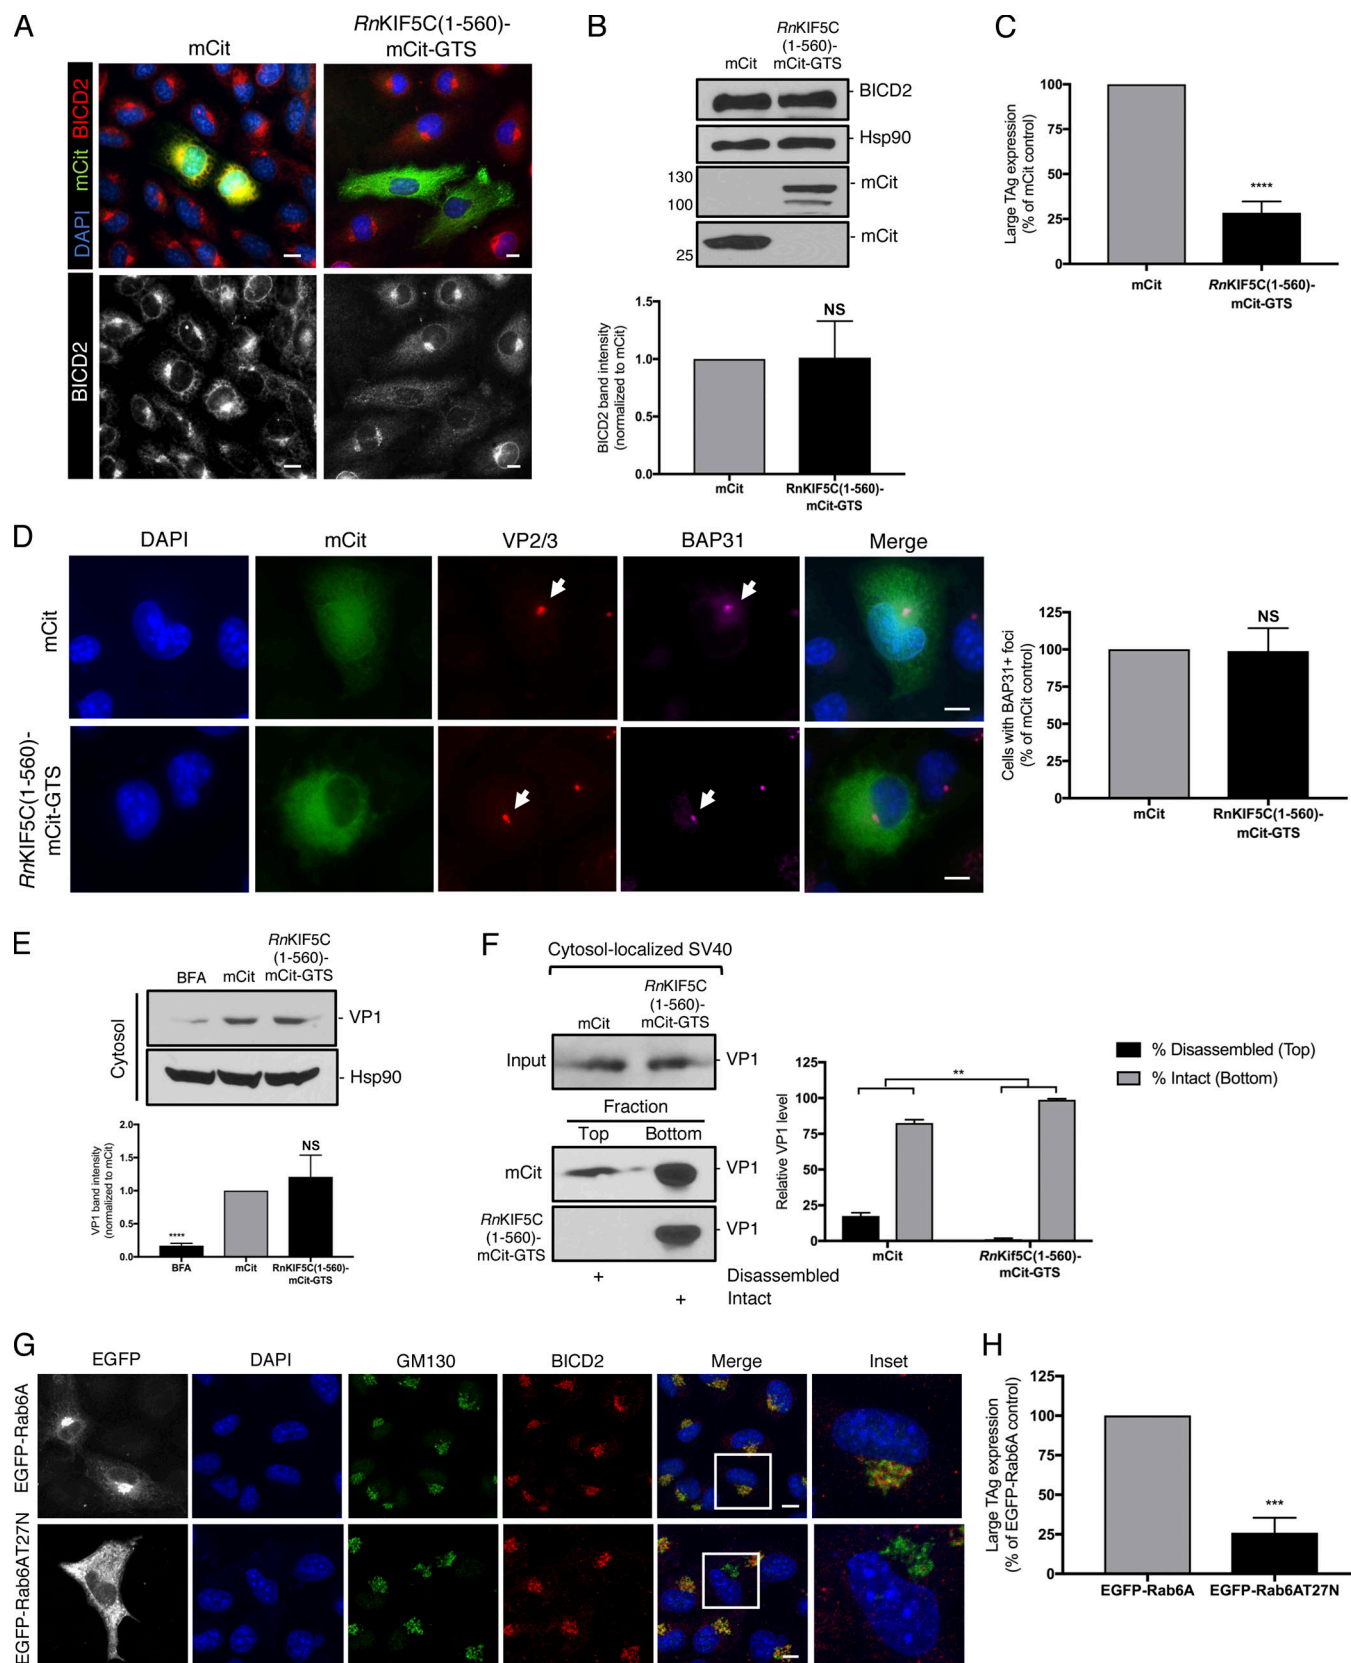 A
mCit
RnKIF5C(1-560)-
mCit-GTS
DAPI mCit BICD2
BICD2
B
mCit
RnKIF5C
(1-560)-
mCit-GTS
BICD2
Hsp90
130
100
mCit
25
mCit
BICD2 band intensity
(normalized to mCit)
1.5
1.0
0.5
0.0
NS
mCit
RnKIF5C(1-560)-
mCit-GTS
C
Large TAg expression
(% of mCit control)
100
75
50
25
0
****
mCit
RnKIF5C(1-560)-
mCit-GTS
D
DAPI
mCit
VP2/3
BAP31
Merge
mCit
RnKIF5C(1-560)-
mCit-GTS
Cells with BAP31+ foci
(% of mCit control)
125
100
75
50
25
0
NS
mCit
RnKIF5C(1-560)-
mCit-GTS
E
BFA
mCit
RnKIF5C
(1-560)-
mCit-GTS
Cytosol
- VP1
- Hsp90
VP1 band intensity
(normalized to mCit)
2.0
1.5
1.0
0.5
0.0
****
NS
BFA
mCit
RnKIF5C(1-560)-
mCit-GTS
F
Cytosol-localized SV40
mCit
RnKIF5C
(1-560)-
mCit-GTS
Input
VP1
Fraction
Top
Bottom
mCit
VP1
RnKIF5C
(1-560)-
mCit-GTS
VP1
+ Disassembled
+ Intact
Relative VP1 level
125
100
75
50
25
0
**
mCit
RnKif5C(1-560)-
mCit-GTS
% Disassembled (Top)
% Intact (Bottom)
G
EGFP
DAPI
GM130
BICD2
Merge
Inset
EGFP-Rab6A
EGFP-Rab6AT27N
H
Large TAg expression
(% of EGFP-Rab6A control)
125
100
75
50
25
0
***
EGFP-Rab6A
EGFP-Rab6AT27N